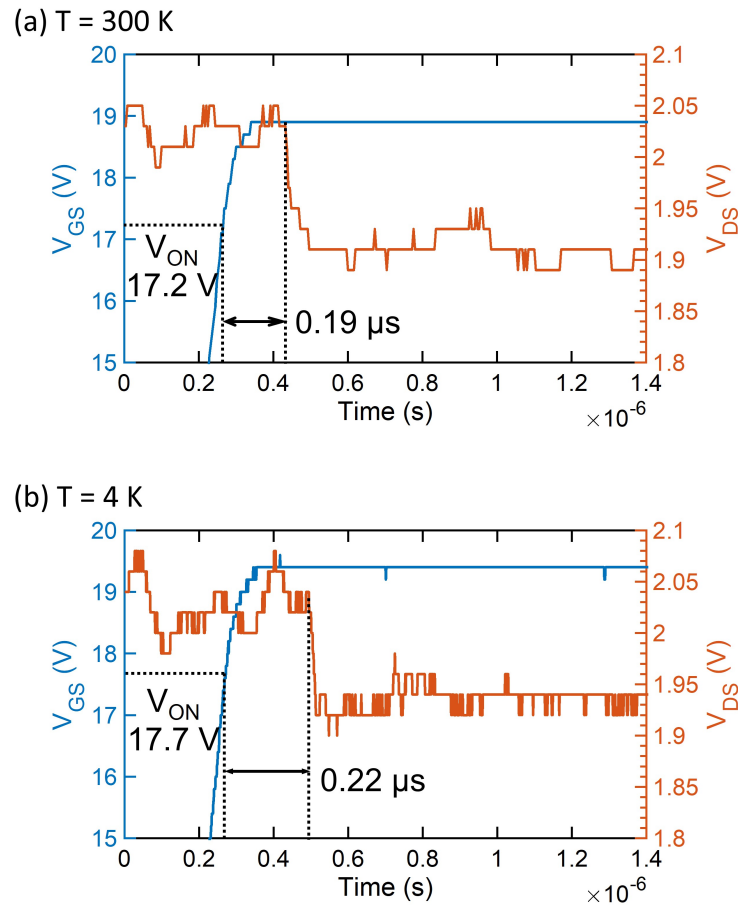 (a) T = 300 K
20
19
18
17
16
15
V_GS (V)
V_ON
17.2 V
0.19 µs
2.1
2.05
2
1.95
1.9
1.85
1.8
V_DS (V)
0 0.2 0.4 0.6 0.8 1 1.2 1.4
Time (s)
×10⁻⁶
(b) T = 4 K
20
19
18
17
16
15
V_GS (V)
V_ON
17.7 V
0.22 µs
2.1
2.05
2
1.95
1.9
1.85
1.8
V_DS (V)
0 0.2 0.4 0.6 0.8 1 1.2 1.4
Time (s)
×10⁻⁶